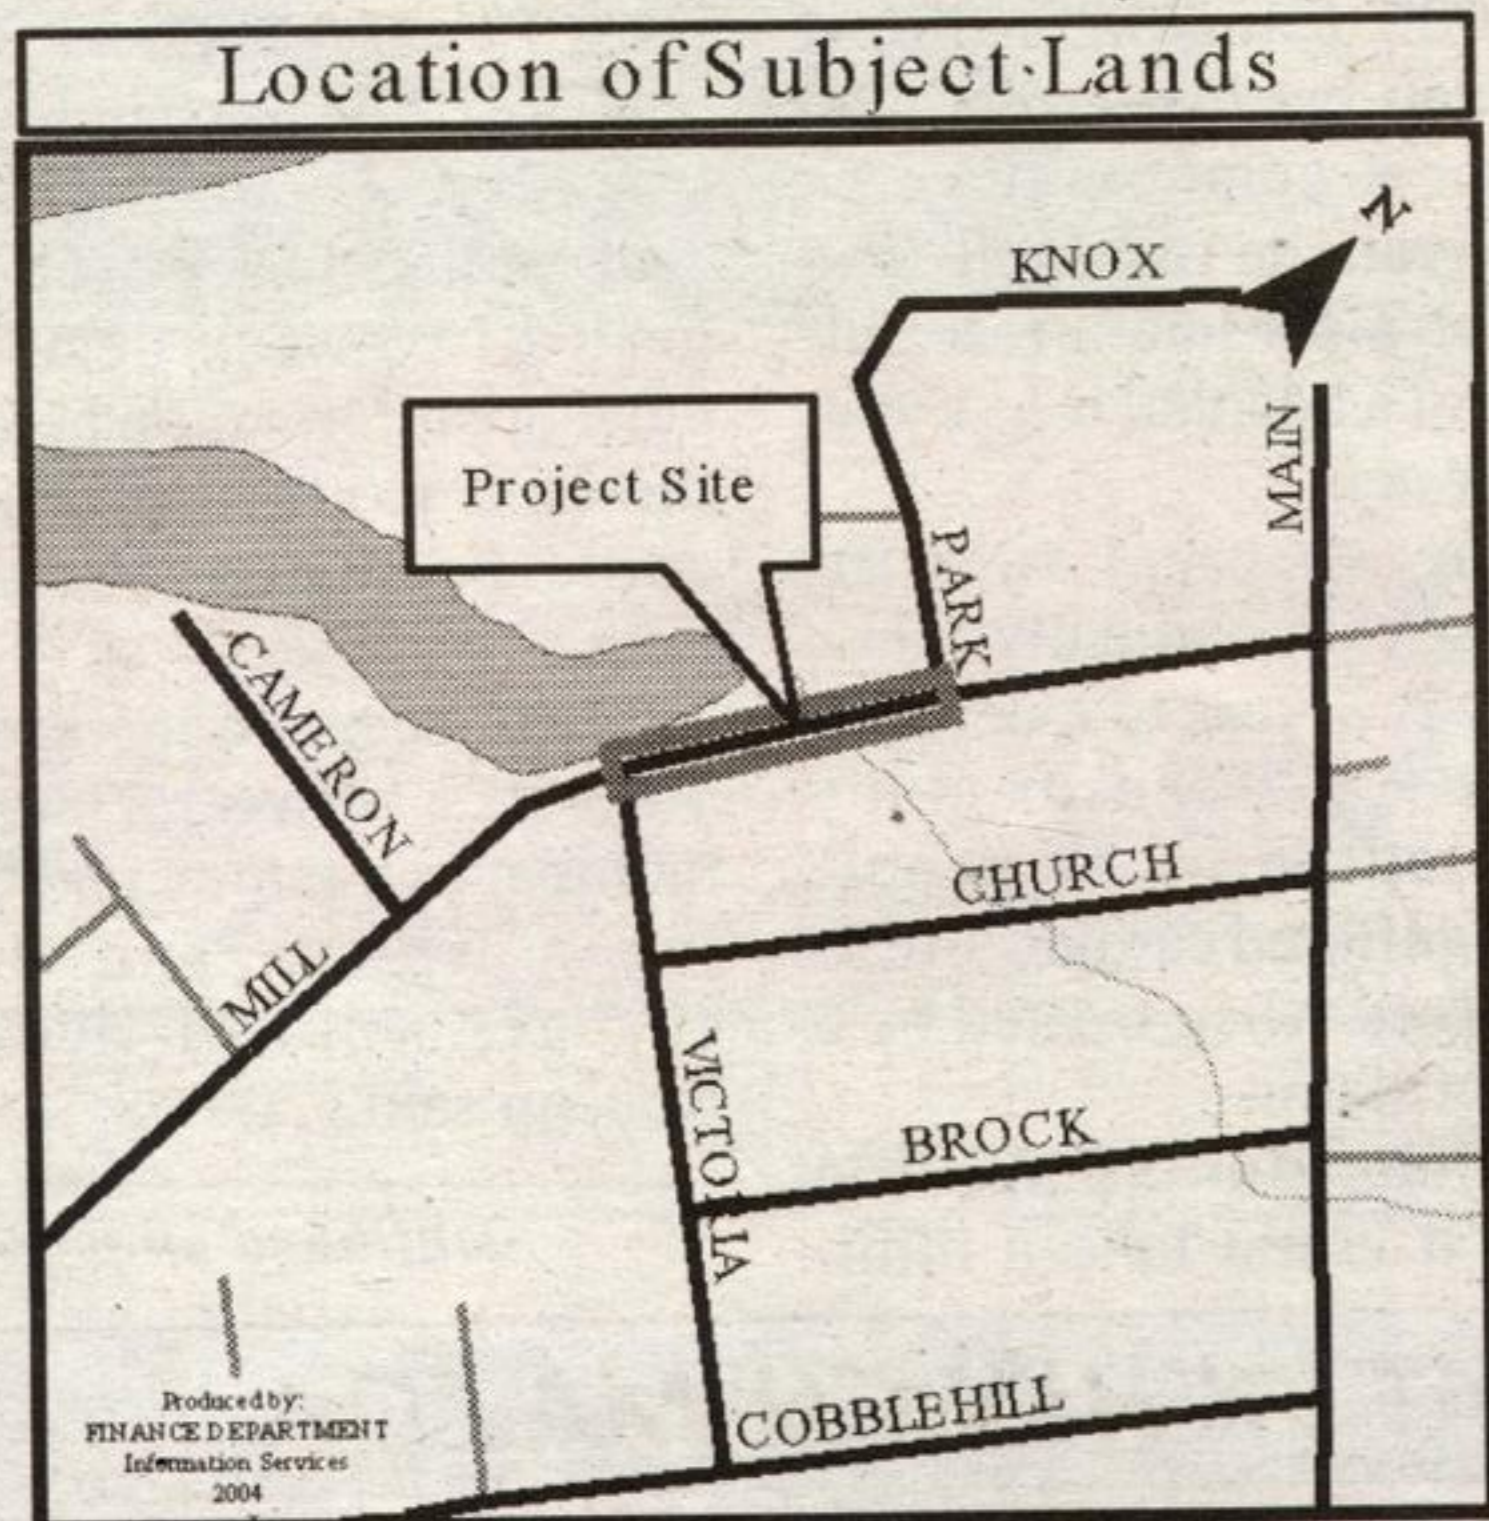 Location of Subject Lands
N
KNOX
MAIN
Project Site
PARK
CAMERON
CHURCH
MILL
VICTORIA
BROCK
COBBLEHILL
Produced by:
FINANCE DEPARTMENT
Information Services
2004